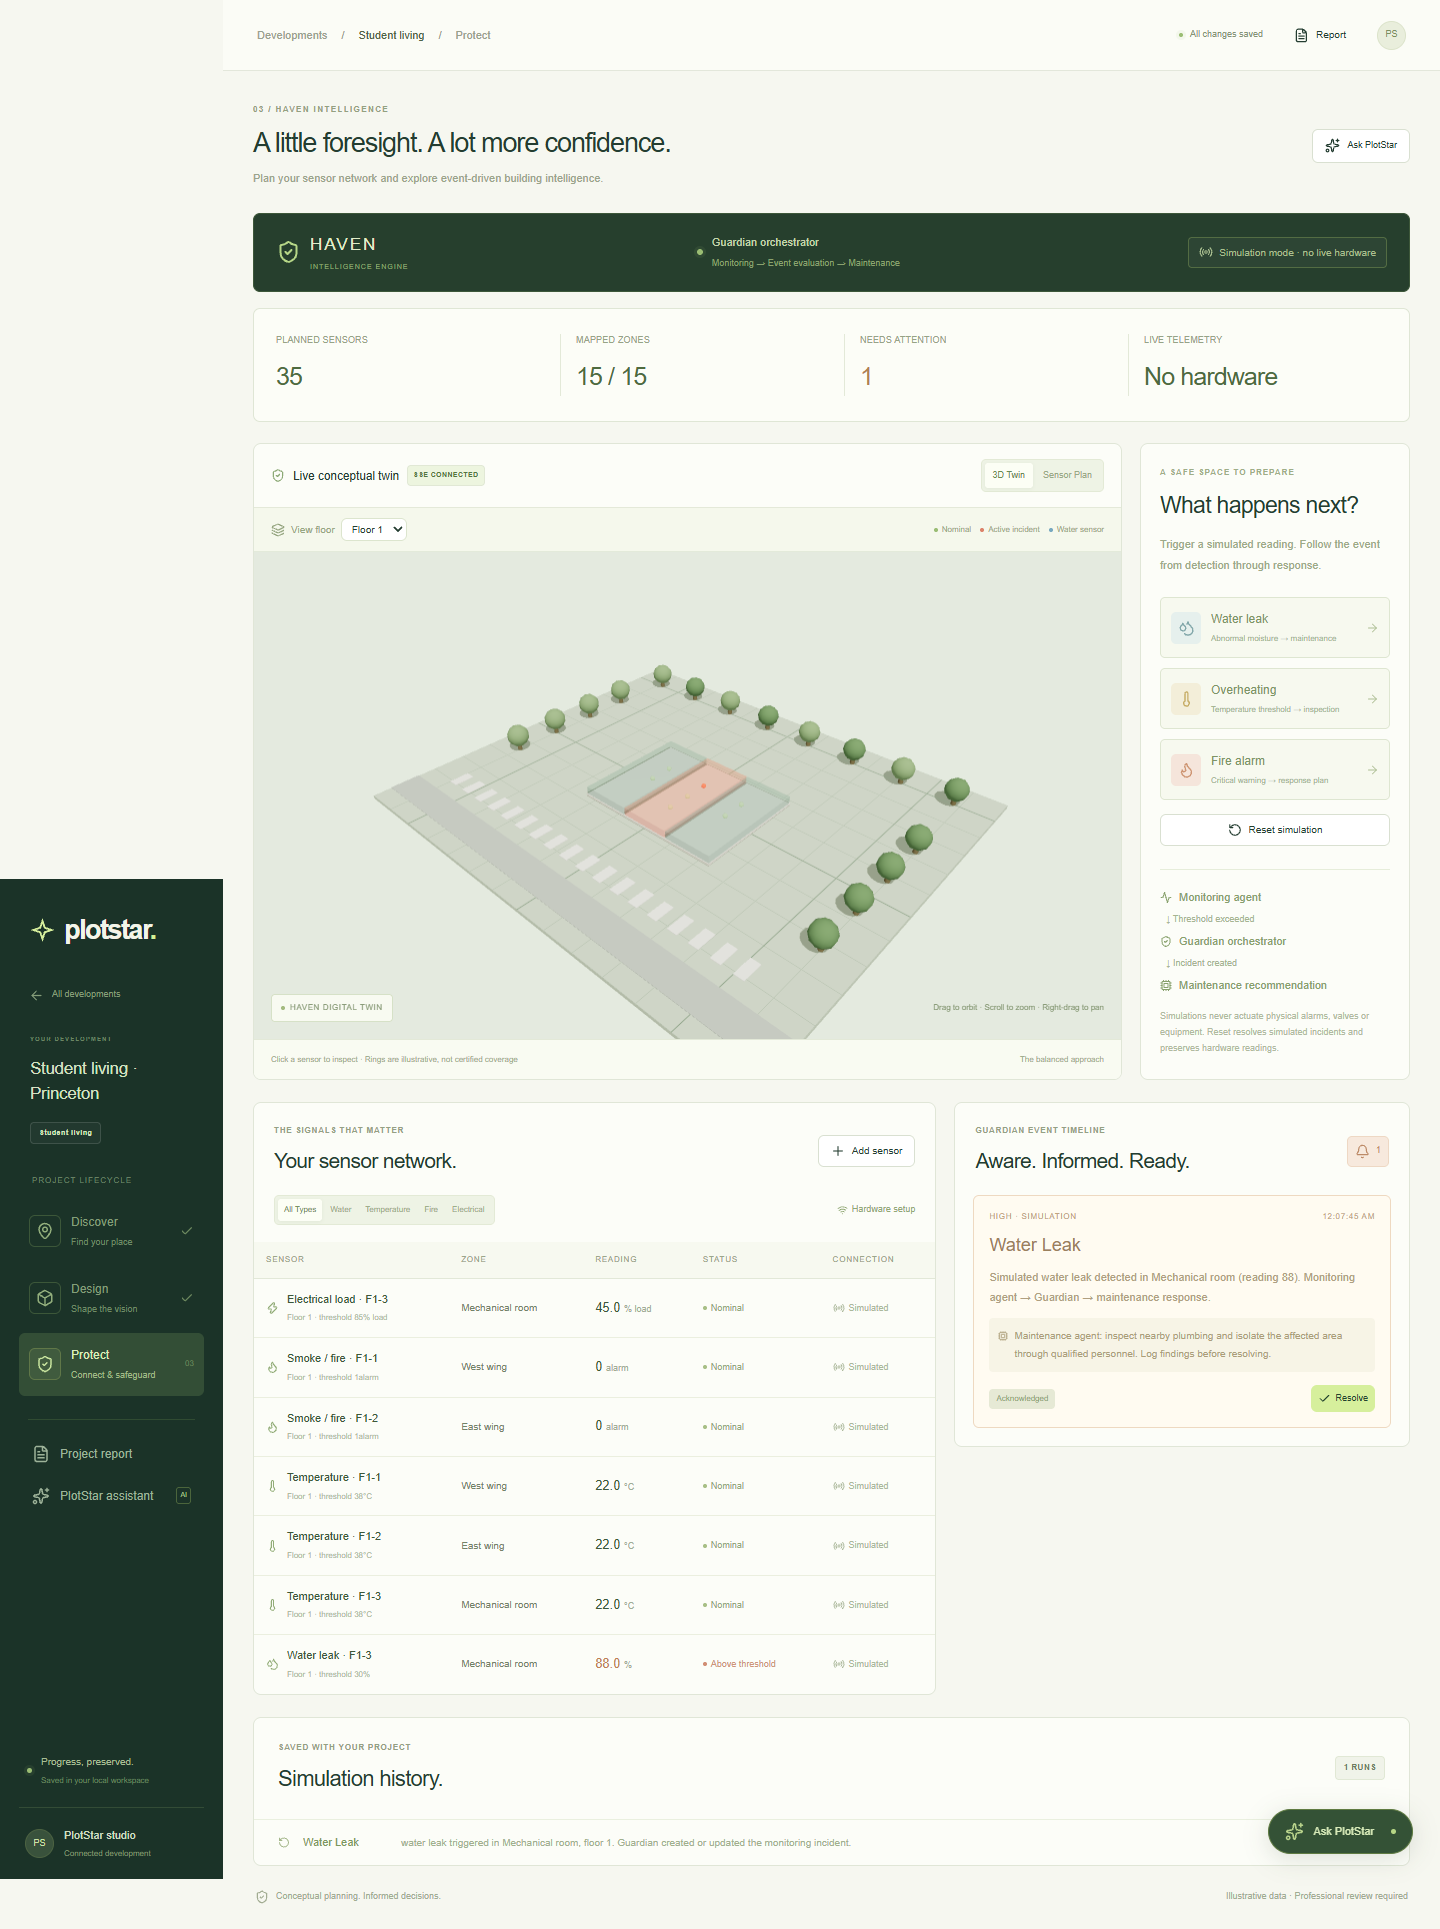 Developments / Student living / Protect
All changes saved
Report
PS
03 / HAVEN INTELLIGENCE
A little foresight. A lot more confidence.
Plan your sensor network and explore event-driven building intelligence.
Ask PlotStar
HAVEN
INTELLIGENCE ENGINE
Guardian orchestrator
Monitoring → Event evaluation → Maintenance
Simulation mode · no live hardware
PLANNED SENSORS
35
MAPPED ZONES
15 / 15
NEEDS ATTENTION
1
LIVE TELEMETRY
No hardware
Live conceptual twin
SSE CONNECTED
3D Twin
Sensor Plan
View floor
Floor 1
Nominal
Active incident
Water sensor
HAVEN DIGITAL TWIN
Drag to orbit · Scroll to zoom · Right-drag to pan
Click a sensor to inspect · Rings are illustrative, not certified coverage
The balanced approach
A SAFE SPACE TO PREPARE
What happens next?
Trigger a simulated reading. Follow the event
from detection through response.
Water leak
Abnormal moisture → maintenance
Overheating
Temperature threshold → inspection
Fire alarm
Critical warning → response plan
Reset simulation
Monitoring agent
↓ Threshold exceeded
Guardian orchestrator
↓ Incident created
Maintenance recommendation
Simulations never actuate physical alarms, valves or
equipment. Reset resolves simulated incidents and
preserves hardware readings.
plotstar.
All developments
YOUR DEVELOPMENT
Student living ·
Princeton
Student living
PROJECT LIFECYCLE
Discover
Find your place
Design
Shape the vision
Protect
Connect & safeguard
03
Project report
PlotStar assistant
AI
Progress, preserved.
Saved in your local workspace
PS
PlotStar studio
Connected development
THE SIGNALS THAT MATTER
Your sensor network.
Add sensor
All Types
Water
Temperature
Fire
Electrical
Hardware setup
SENSOR ZONE READING STATUS CONNECTION
Electrical load · F1-3
Floor 1 · threshold 85% load
Mechanical room
45.0 % load
Nominal
Simulated
Smoke / fire · F1-1
Floor 1 · threshold 1alarm
West wing
0 alarm
Nominal
Simulated
Smoke / fire · F1-2
Floor 1 · threshold 1alarm
East wing
0 alarm
Nominal
Simulated
Temperature · F1-1
Floor 1 · threshold 38°C
West wing
22.0 °C
Nominal
Simulated
Temperature · F1-2
Floor 1 · threshold 38°C
East wing
22.0 °C
Nominal
Simulated
Temperature · F1-3
Floor 1 · threshold 38°C
Mechanical room
22.0 °C
Nominal
Simulated
Water leak · F1-3
Floor 1 · threshold 30%
Mechanical room
88.0 %
Above threshold
Simulated
GUARDIAN EVENT TIMELINE
Aware. Informed. Ready.
1
HIGH · SIMULATION
12:07:45 AM
Water Leak
Simulated water leak detected in Mechanical room (reading 88). Monitoring
agent → Guardian → maintenance response.
Maintenance agent: inspect nearby plumbing and isolate the affected area
through qualified personnel. Log findings before resolving.
Acknowledged
Resolve
SAVED WITH YOUR PROJECT
Simulation history.
1 RUNS
Water Leak
water leak triggered in Mechanical room, floor 1. Guardian created or updated the monitoring incident.
Ask PlotStar
Conceptual planning. Informed decisions.
Illustrative data · Professional review required